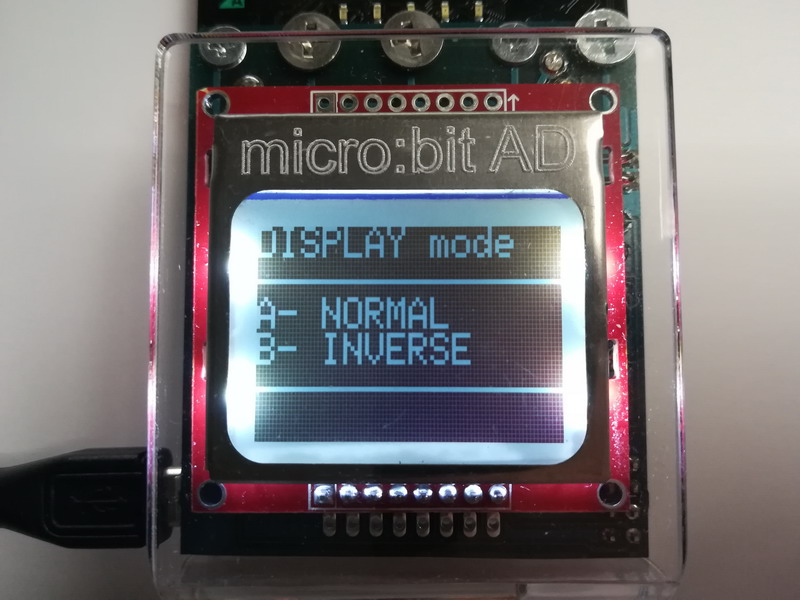 micro:bit AD
DISPLAY mode
A- NORMAL
B- INVERSE